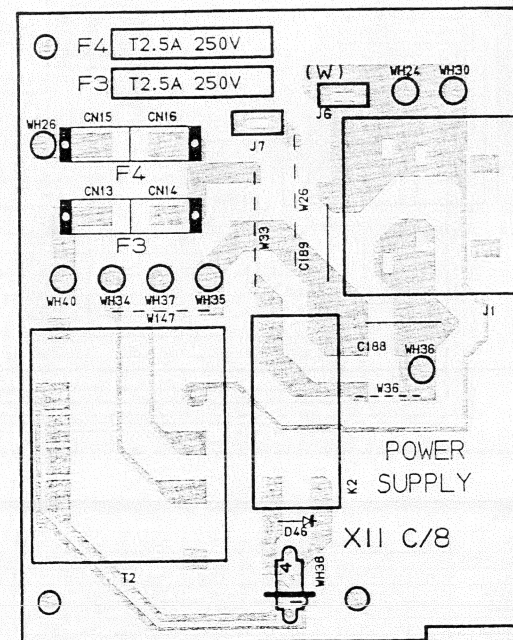 F4 T2.5A 250V
F3 T2.5A 250V
(W)
WH24 WH30
J6
WH26
CN15 CN16
J7
F4
CN13 CN14
F3
W26
W33
C189
WH40 WH34 WH37 WH35
W147
J1
C188
WH36
W36
POWER
SUPPLY
K2
D46
XII C/8
4
WH38
1
T2